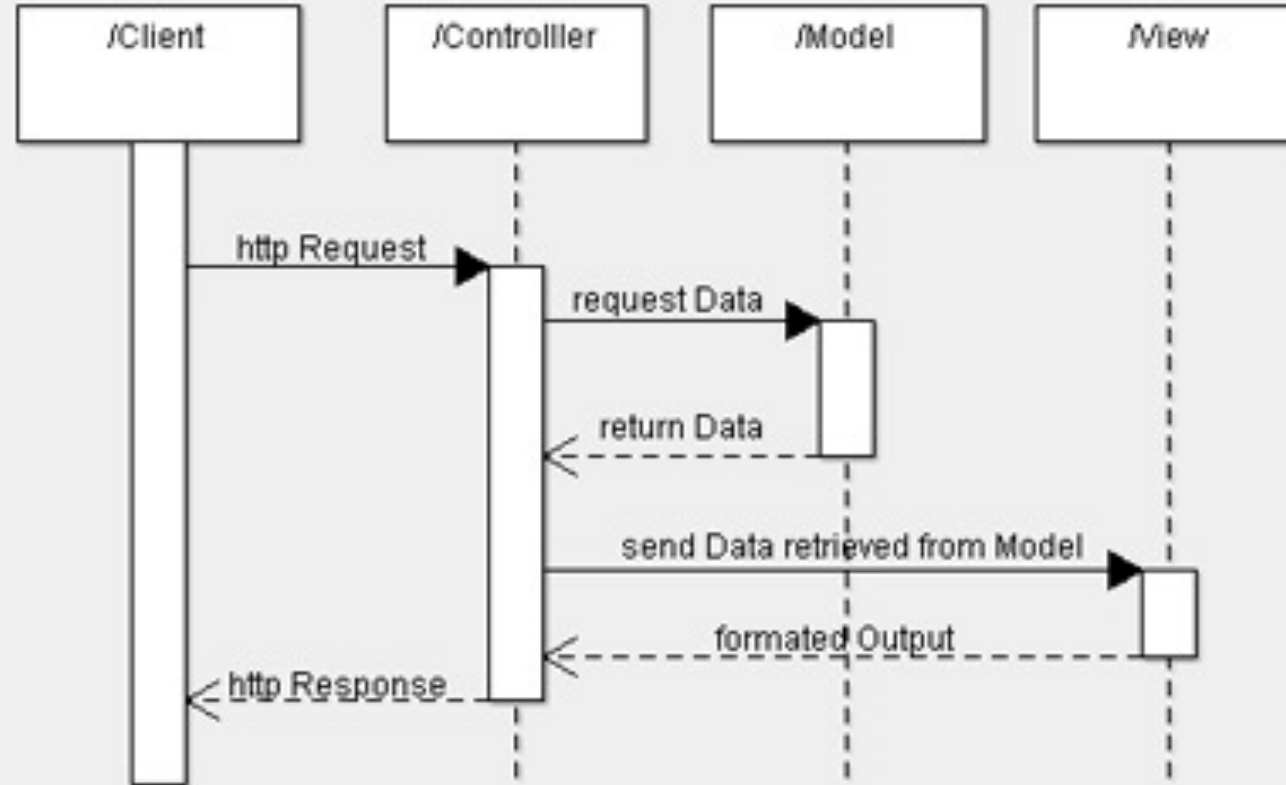 /Client
/Controlller
/Model
/View
http Request
request Data
return Data
send Data retrieved from Model
formated Output
http Response